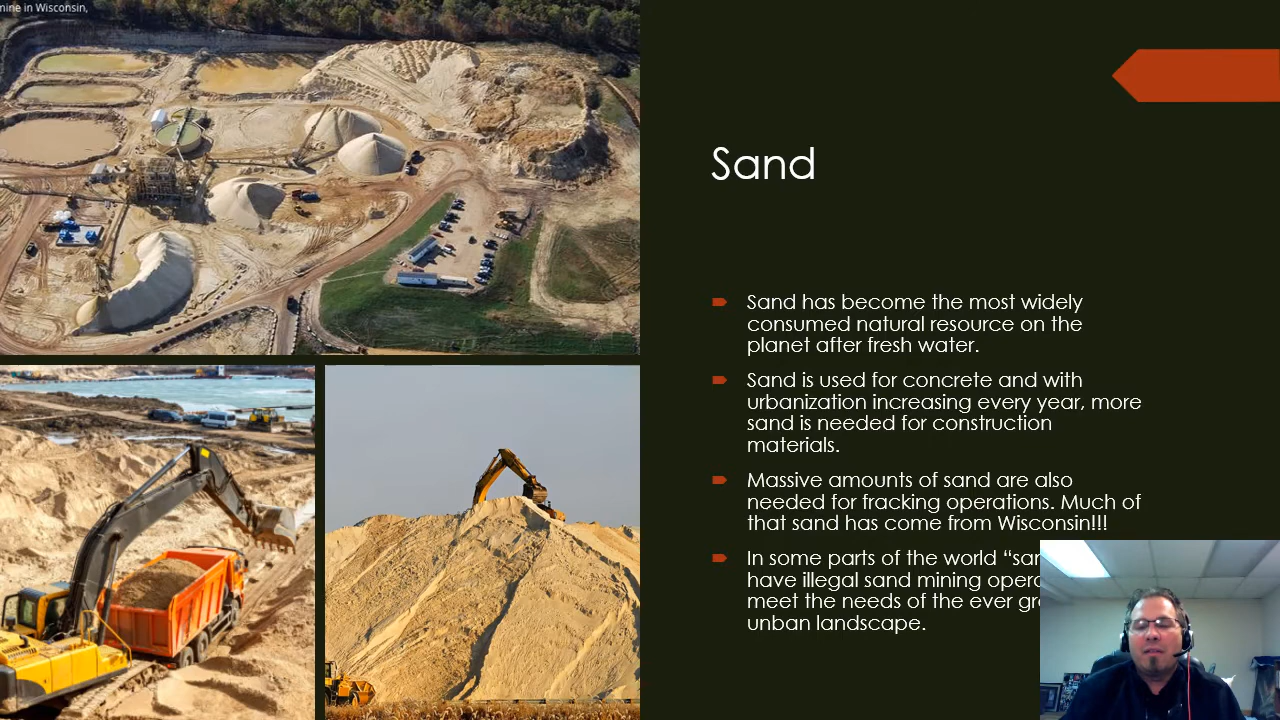 mine in Wisconsin,
Sand
Sand has become the most widely
consumed natural resource on the
planet after fresh water.
Sand is used for concrete and with
urbanization increasing every year, more
sand is needed for construction
materials.
Massive amounts of sand are also
needed for fracking operations. Much of
that sand has come from Wisconsin!!!
In some parts of the world
have illegal sand mining
meet the needs of the ever
unban landscape.